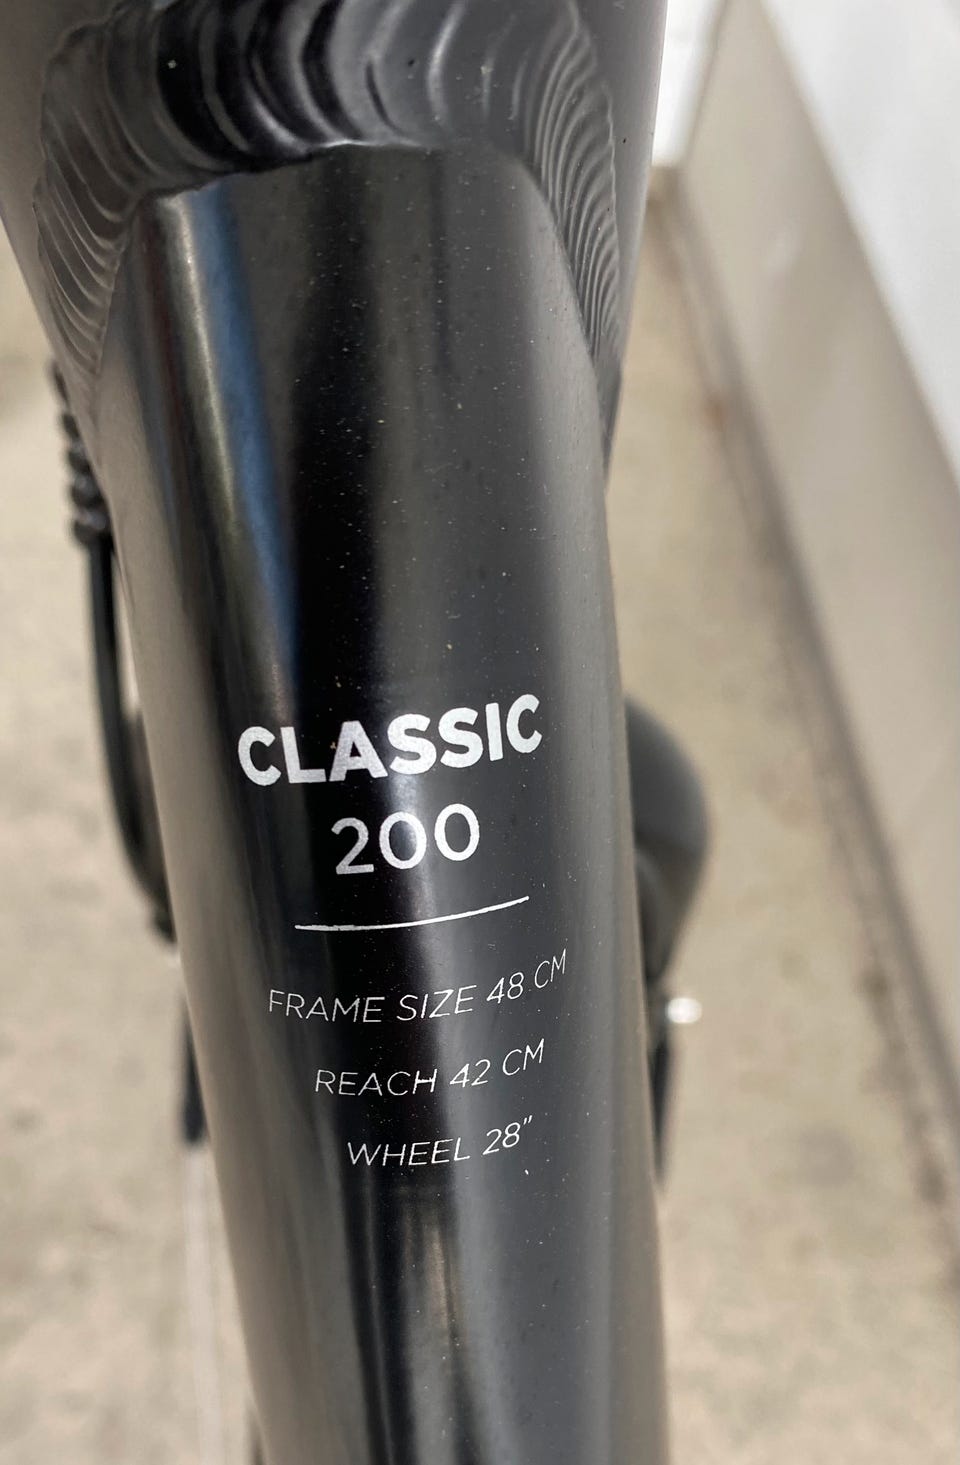 CLASSIC
200
FRAME SIZE 48 CM
REACH 42 CM
WHEEL 28"